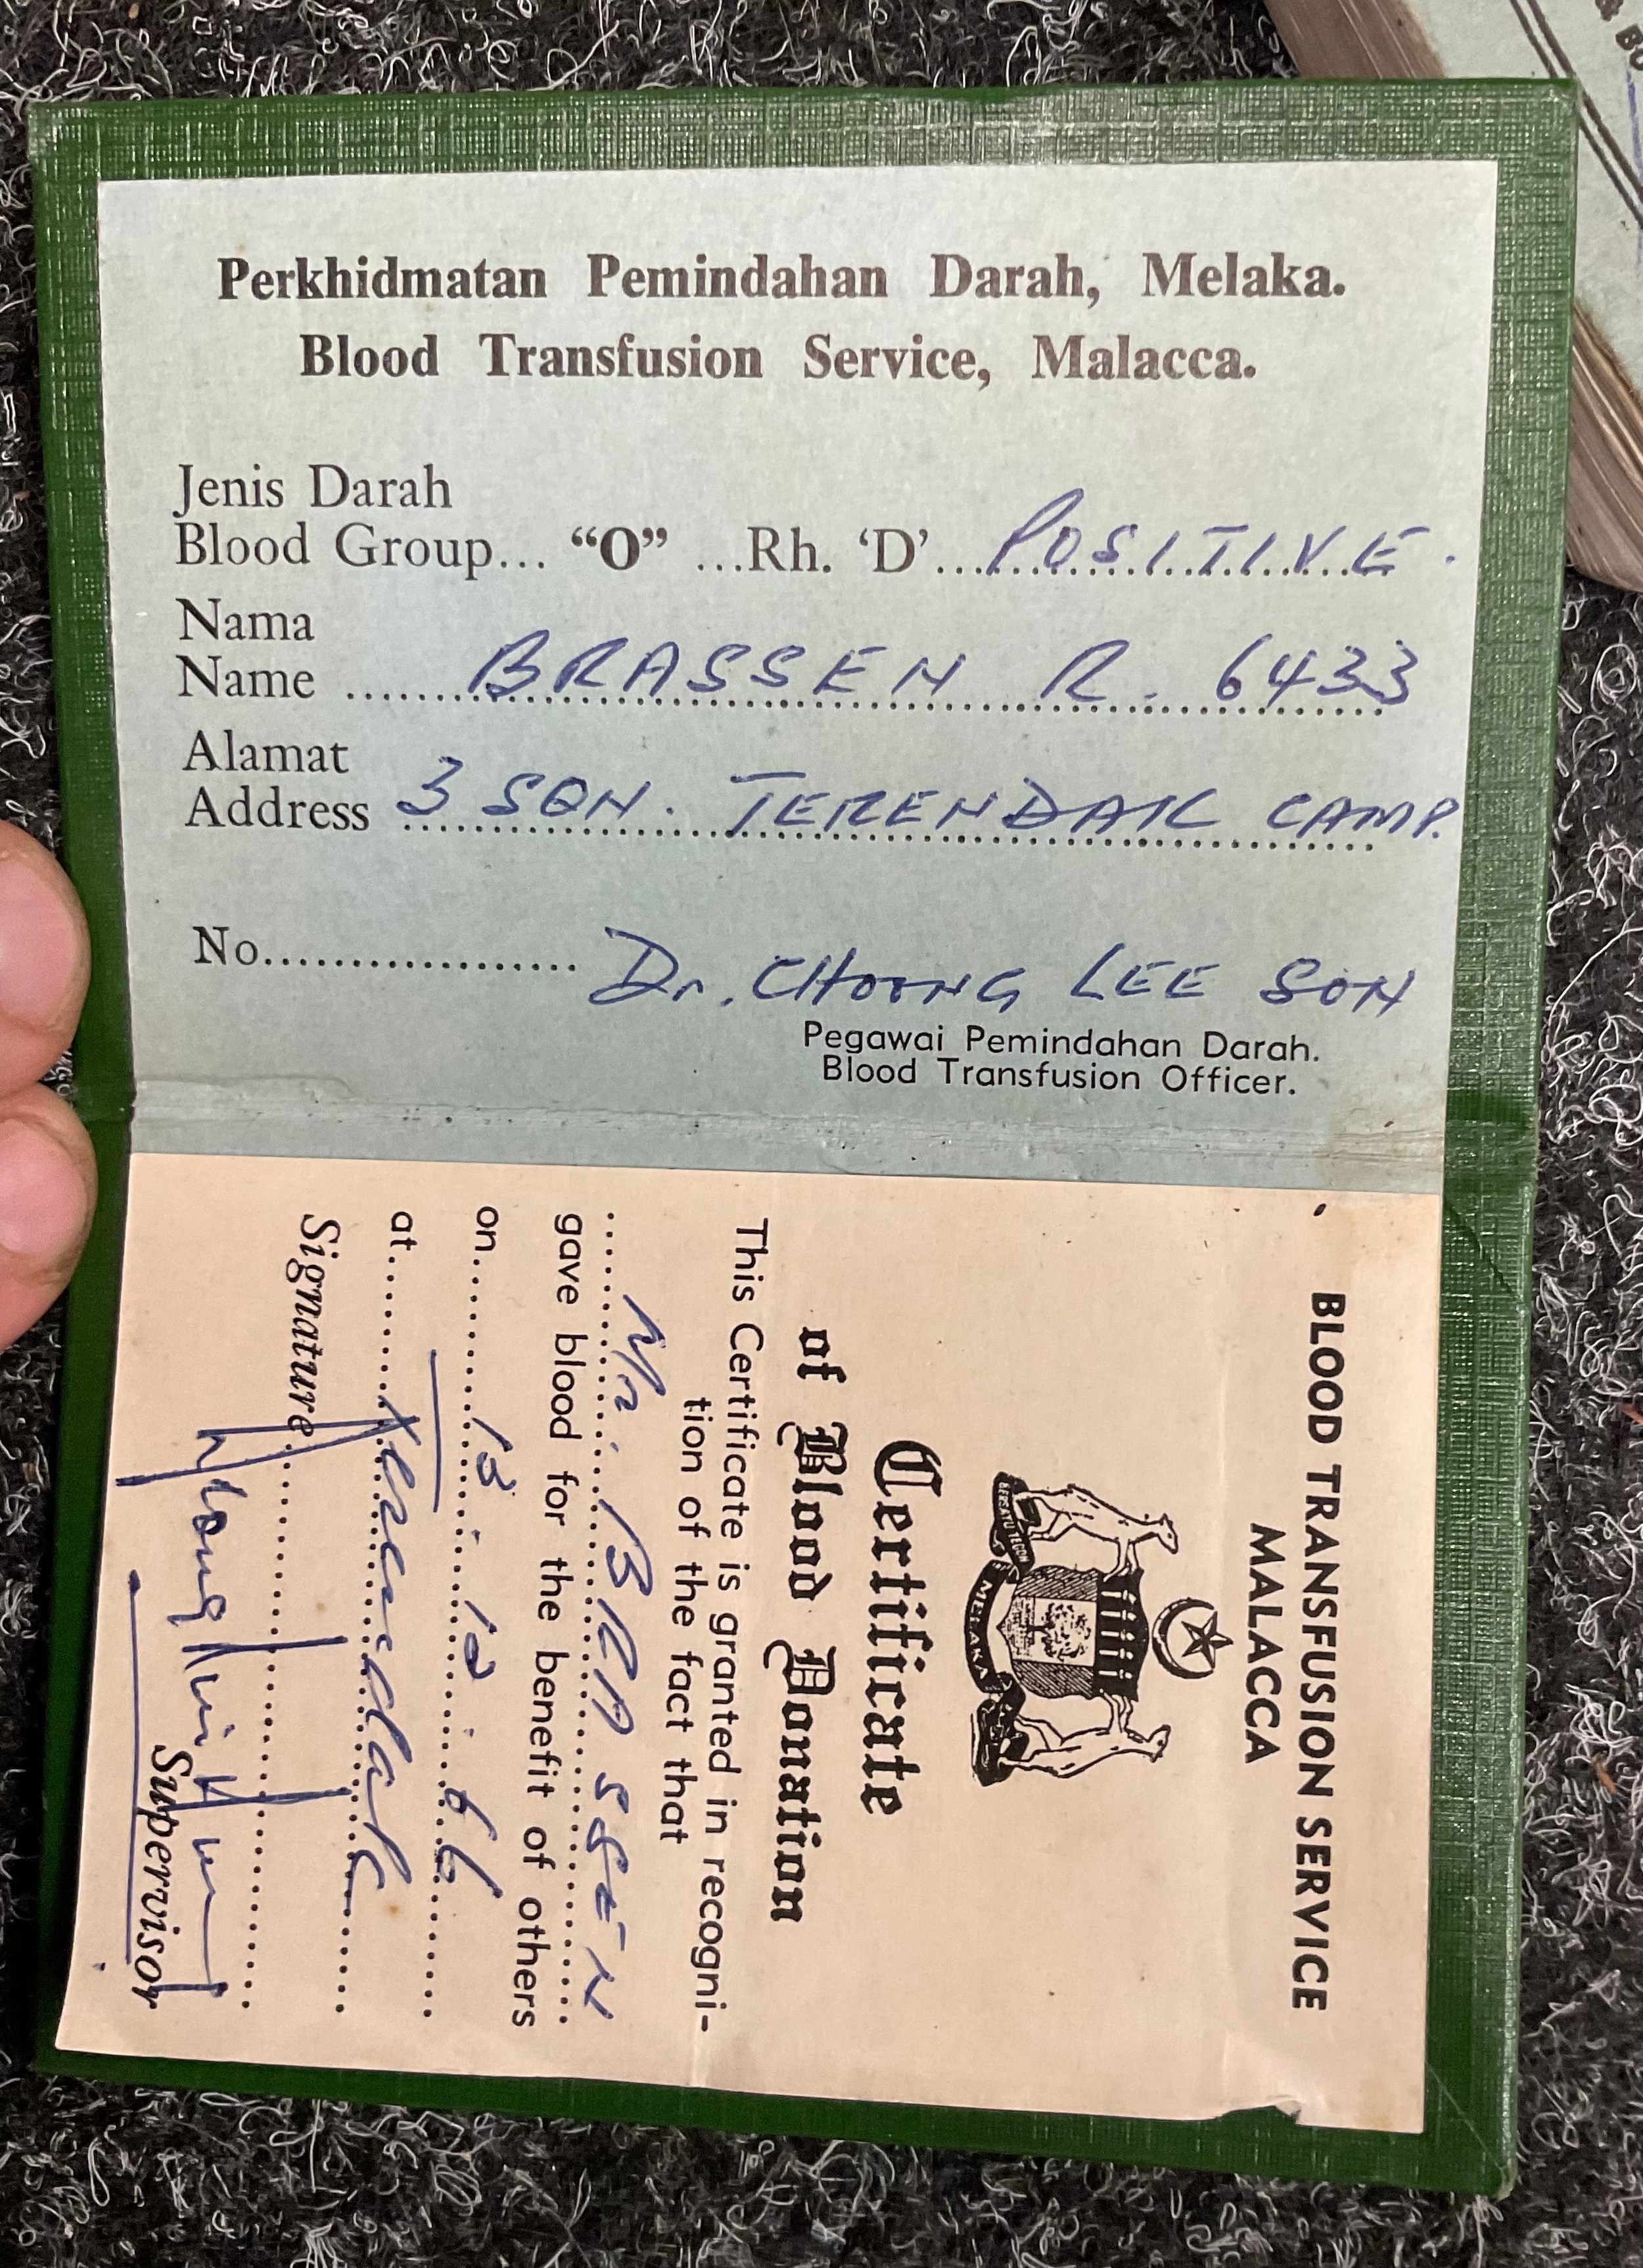 Perkhidmatan Pemindahan Darah, Melaka.
Blood Transfusion Service, Malacca.
Jenis Darah
Blood Group... “O” ...Rh. ‘D’... POSITIVE.
Nama
Name ...... BRASSEN R. 6433
Alamat
Address 3 SQN. TERENDAK CAMP.
No.................. Dr. CHOONG LEE SON
Pegawai Pemindahan Darah.
Blood Transfusion Officer.
BLOOD TRANSFUSION SERVICE
MALACCA
BERSATU TEGOH
MELAKA
Certificate
of Blood Donation
This Certificate is granted in recogni-
tion of the fact that
Mr. BRASSEN
gave blood for the benefit of others
on 13.12.66
at Terendak
Signature
Supervisor